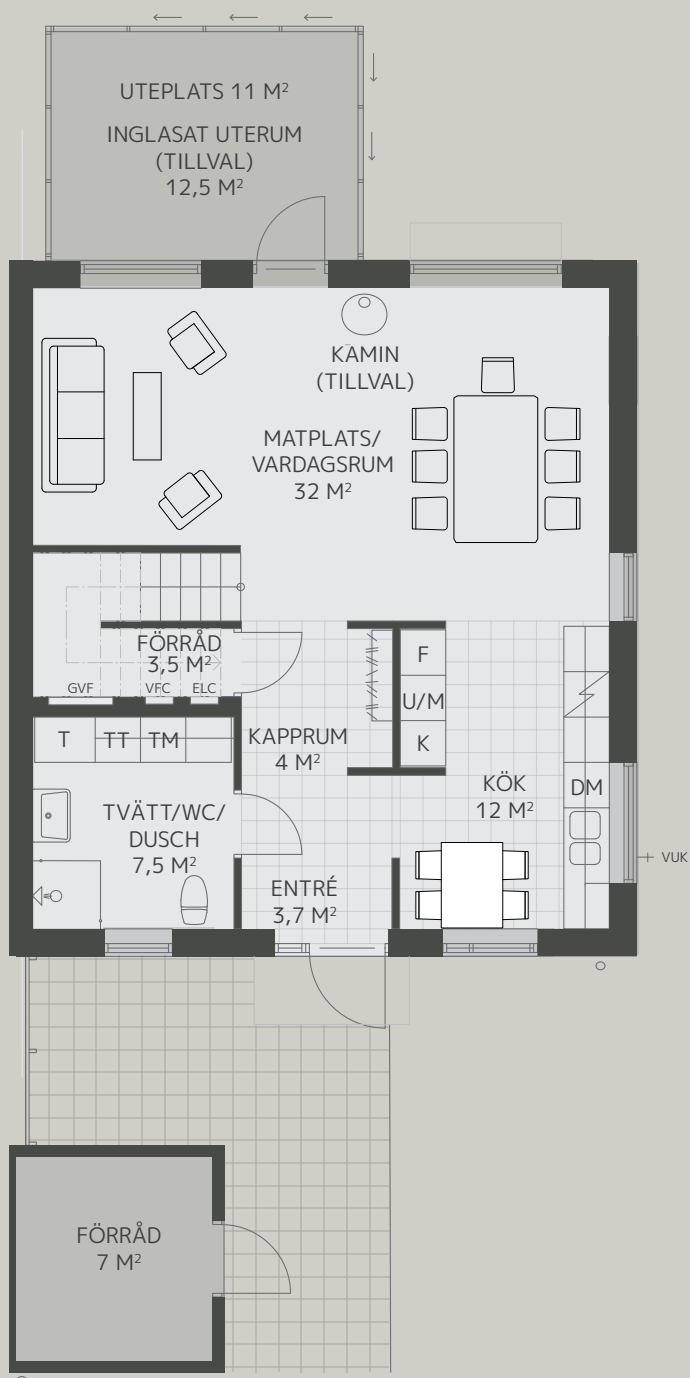 UTEPLATS 11 M²
INGLASAT UTERUM
(TILLVAL)
12,5 M²
KAMIN
(TILLVAL)
MATPLATS/
VARDAGSRUM
32 M²
FÖRRÅD
3,5 M²
GVF
VFC
ELC
F
U/M
K
T
TT
TM
KAPPRUM
4 M²
KÖK
12 M²
DM
TVÄTT/WC/
DUSCH
7,5 M²
VUK
ENTRÉ
3,7 M²
FÖRRÅD
7 M²